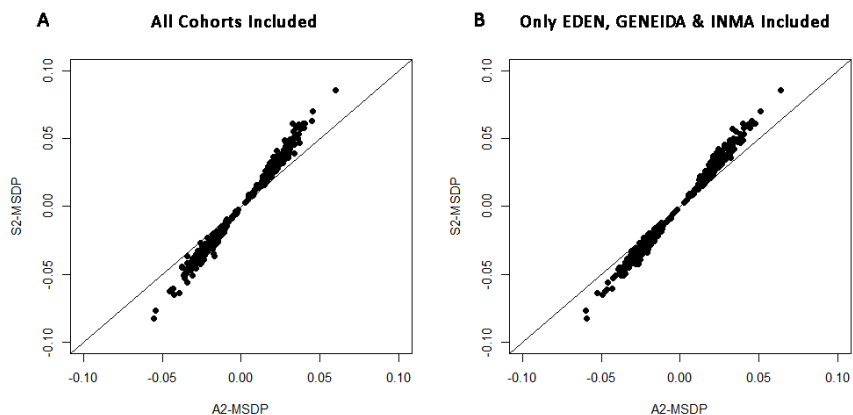 A All Cohorts Included
0.10
0.05
0.00
-0.05
-0.10
S2-MSDP
-0.10 -0.05 0.00 0.05 0.10
A2-MSDP
B Only EDEN, GENEIDA & INMA Included
0.10
0.05
0.00
-0.05
-0.10
S2-MSDP
-0.10 -0.05 0.00 0.05 0.10
A2-MSDP